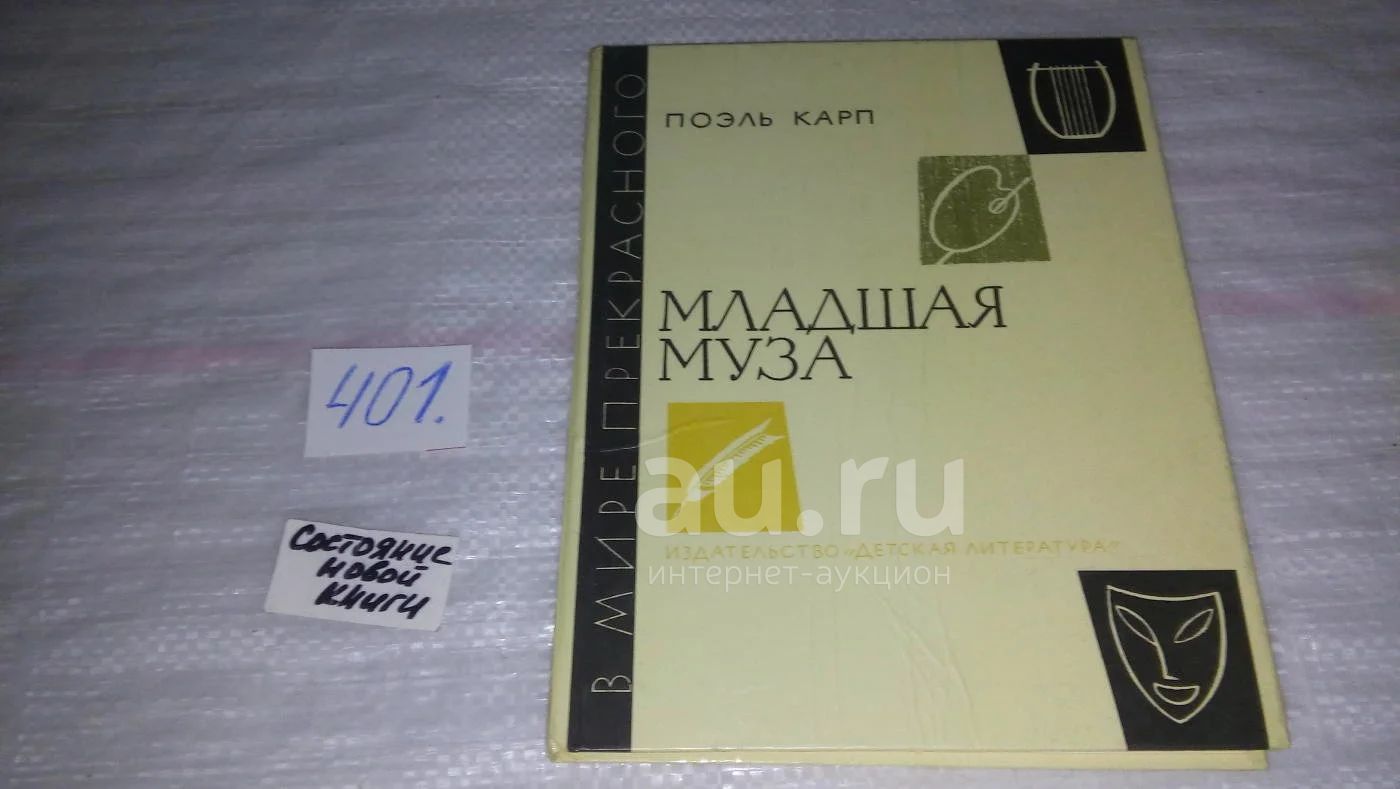 В МИРЕ ПРЕКРАСНОГО
ПОЭЛЬ КАРП
МЛАДШАЯ
МУЗА
ИЗДАТЕЛЬСТВО «ДЕТСКАЯ ЛИТЕРАТУРА»
401.
Состояние
новой
книги
au.ru
интернет-аукцион